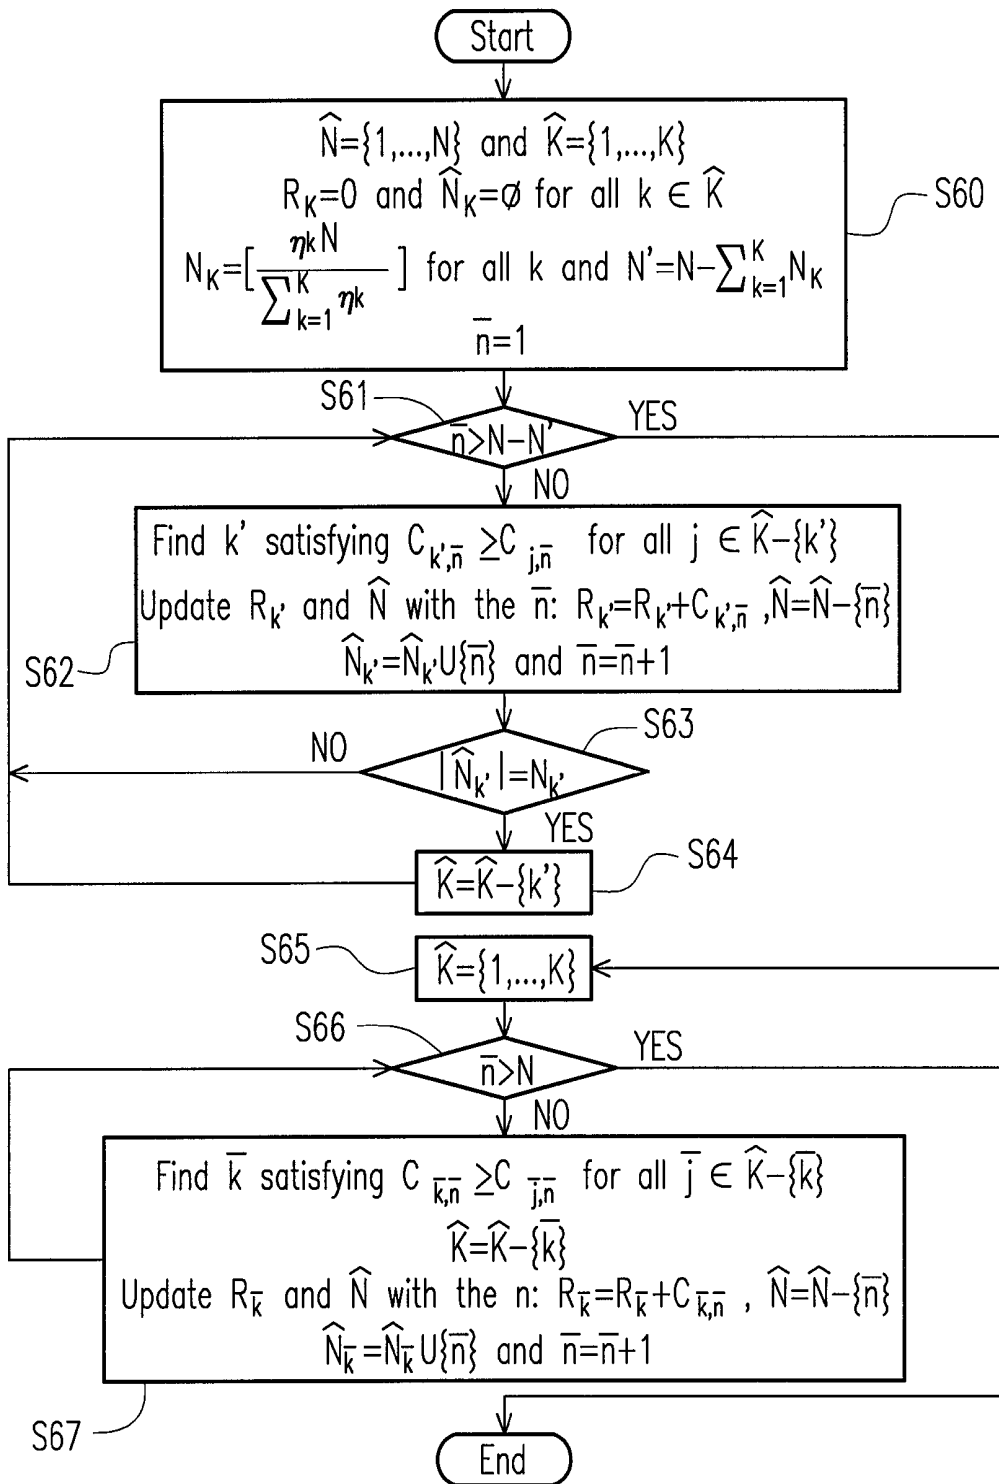 Start
N̂={1,...,N} and K̂={1,...,K}
R_K=0 and N̂_K=ø for all k ∈ K̂
N_K=[ηkN / ∑_{k=1}^{K} ηk] for all k and N'=N−∑_{k=1}^{K} N_K
n̅=1
S60
S61
n̅>N−N'
YES
NO
Find k' satisfying C_{k',n̅} ≥C_{j,n̅} for all j ∈ K̂−{k'}
Update R_{k'} and N̂ with the n̅: R_{k'}=R_{k'}+C_{k',n̅} ,N̂=N̂−{n̅}
N̂_{k'}=N̂_{k'}U{n̅} and n̅=n̅+1
S62
S63
NO
|N̂_{k'}|=N_{k'}
YES
K̂=K̂−{k'}
S64
S65
K̂={1,...,K}
S66
n̅>N
YES
NO
Find k̅ satisfying C_{k̅,n̅} ≥C_{j̅,n̅} for all j̅ ∈ K̂−{k̅}
K̂=K̂−{k̅}
Update R_{k̅} and N̂ with the n: R_{k̅}=R_{k̅}+C_{k̅,n̅} , N̂=N̂−{n̅}
N̂_{k̅}=N̂_{k̅}U{n̅} and n̅=n̅+1
S67
End